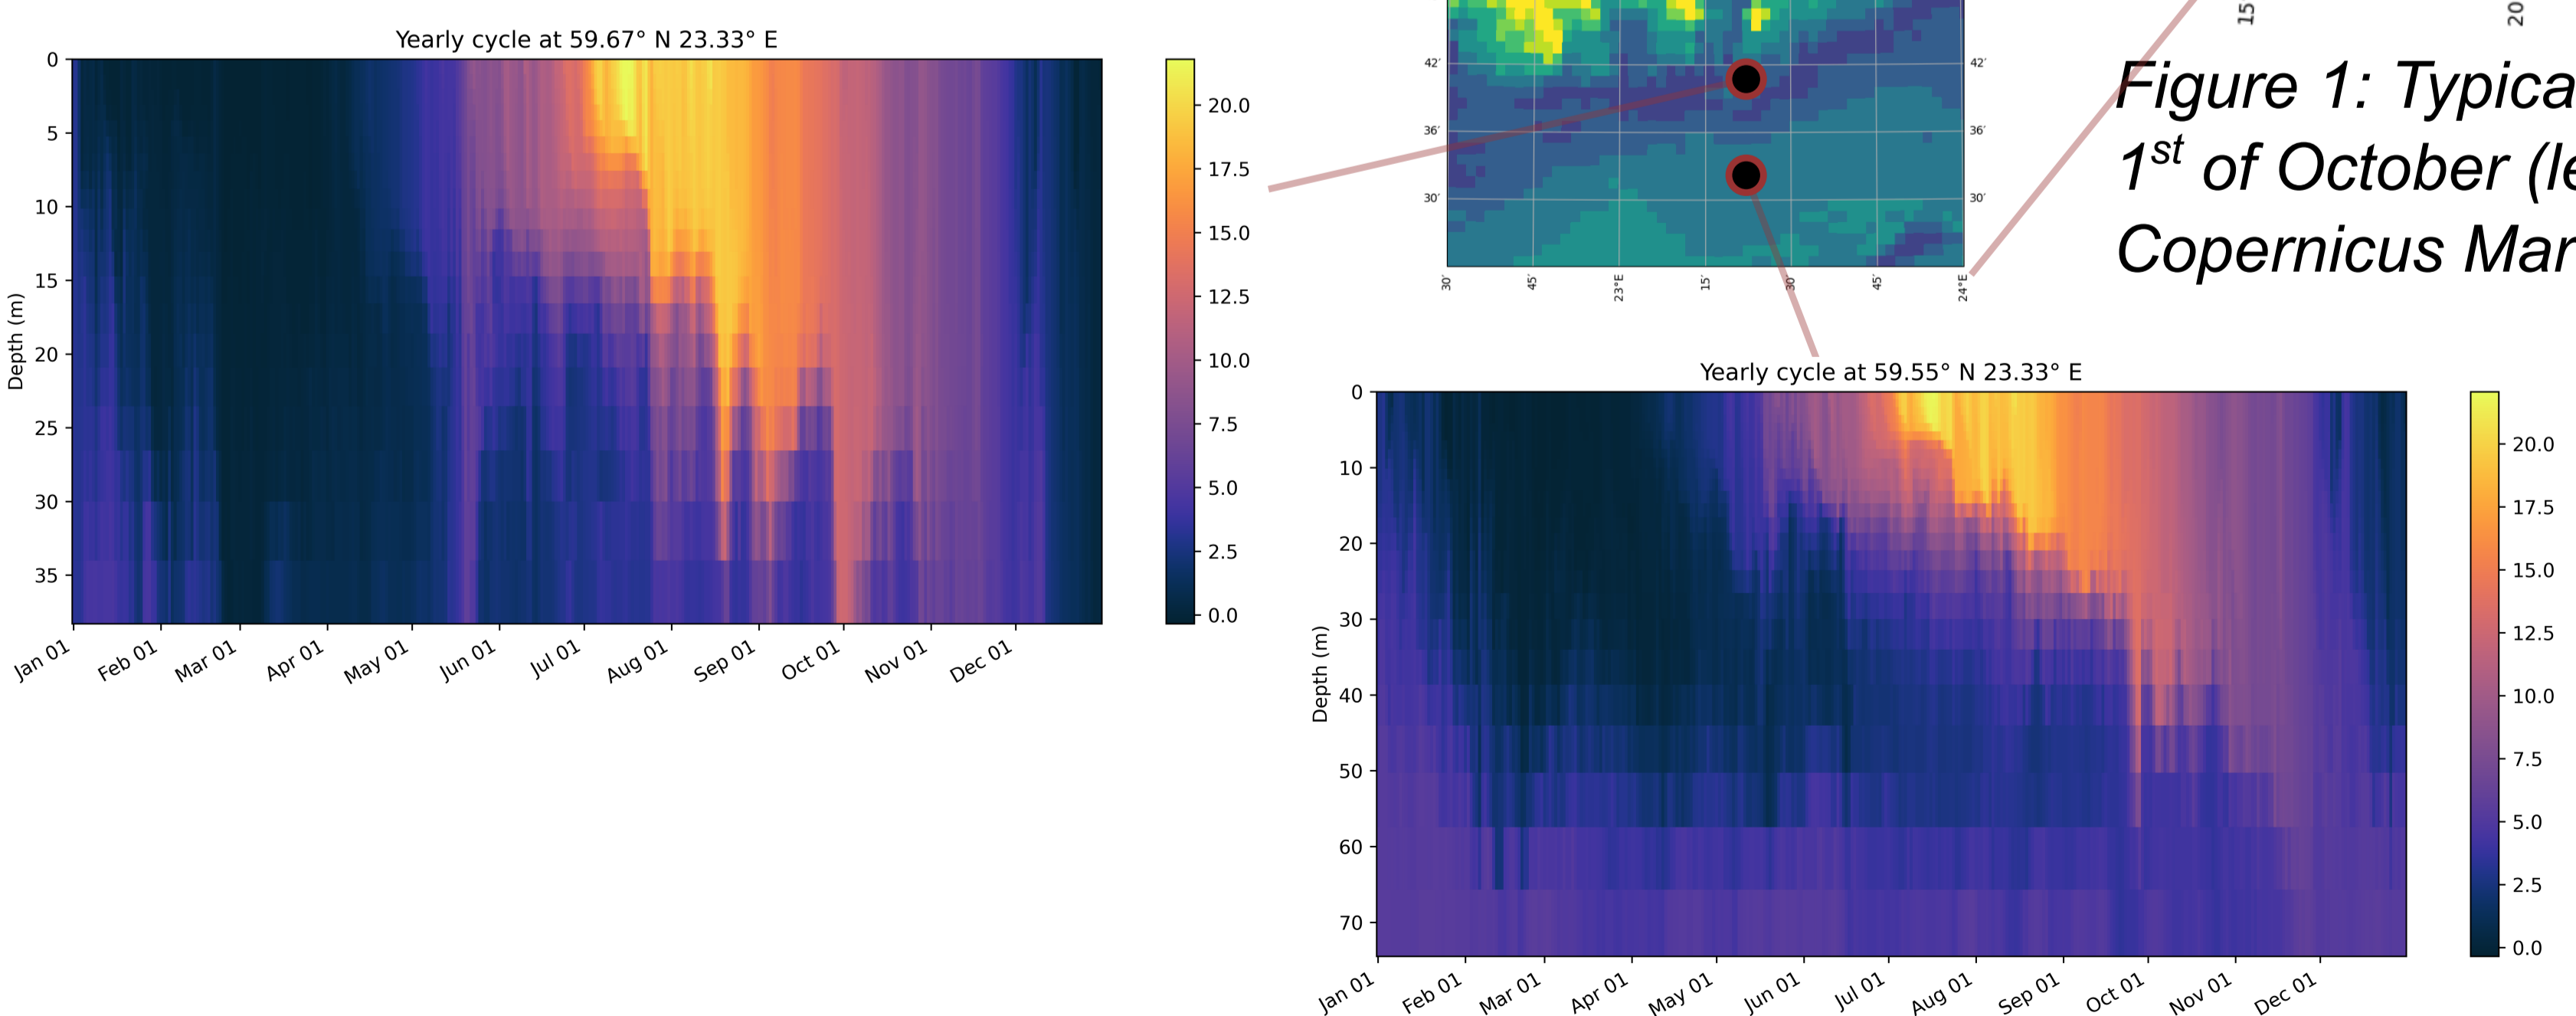 Yearly cycle at 59.67° N 23.33° E
0
5
10
15
20
25
30
35
Depth (m)
Jan 01
Feb 01
Mar 01
Apr 01
May 01
Jun 01
Jul 01
Aug 01
Sep 01
Oct 01
Nov 01
Dec 01
20.0
17.5
15.0
12.5
10.0
7.5
5.0
2.5
0.0
42′
36′
30′
42′
36′
30′
30′
45′
23°E
15′
30′
45′
24°E
15
20
Figure 1: Typica
1st of October (le
Copernicus Mar
Yearly cycle at 59.55° N 23.33° E
0
10
20
30
40
50
60
70
Depth (m)
Jan 01
Feb 01
Mar 01
Apr 01
May 01
Jun 01
Jul 01
Aug 01
Sep 01
Oct 01
Nov 01
Dec 01
20.0
17.5
15.0
12.5
10.0
7.5
5.0
2.5
0.0